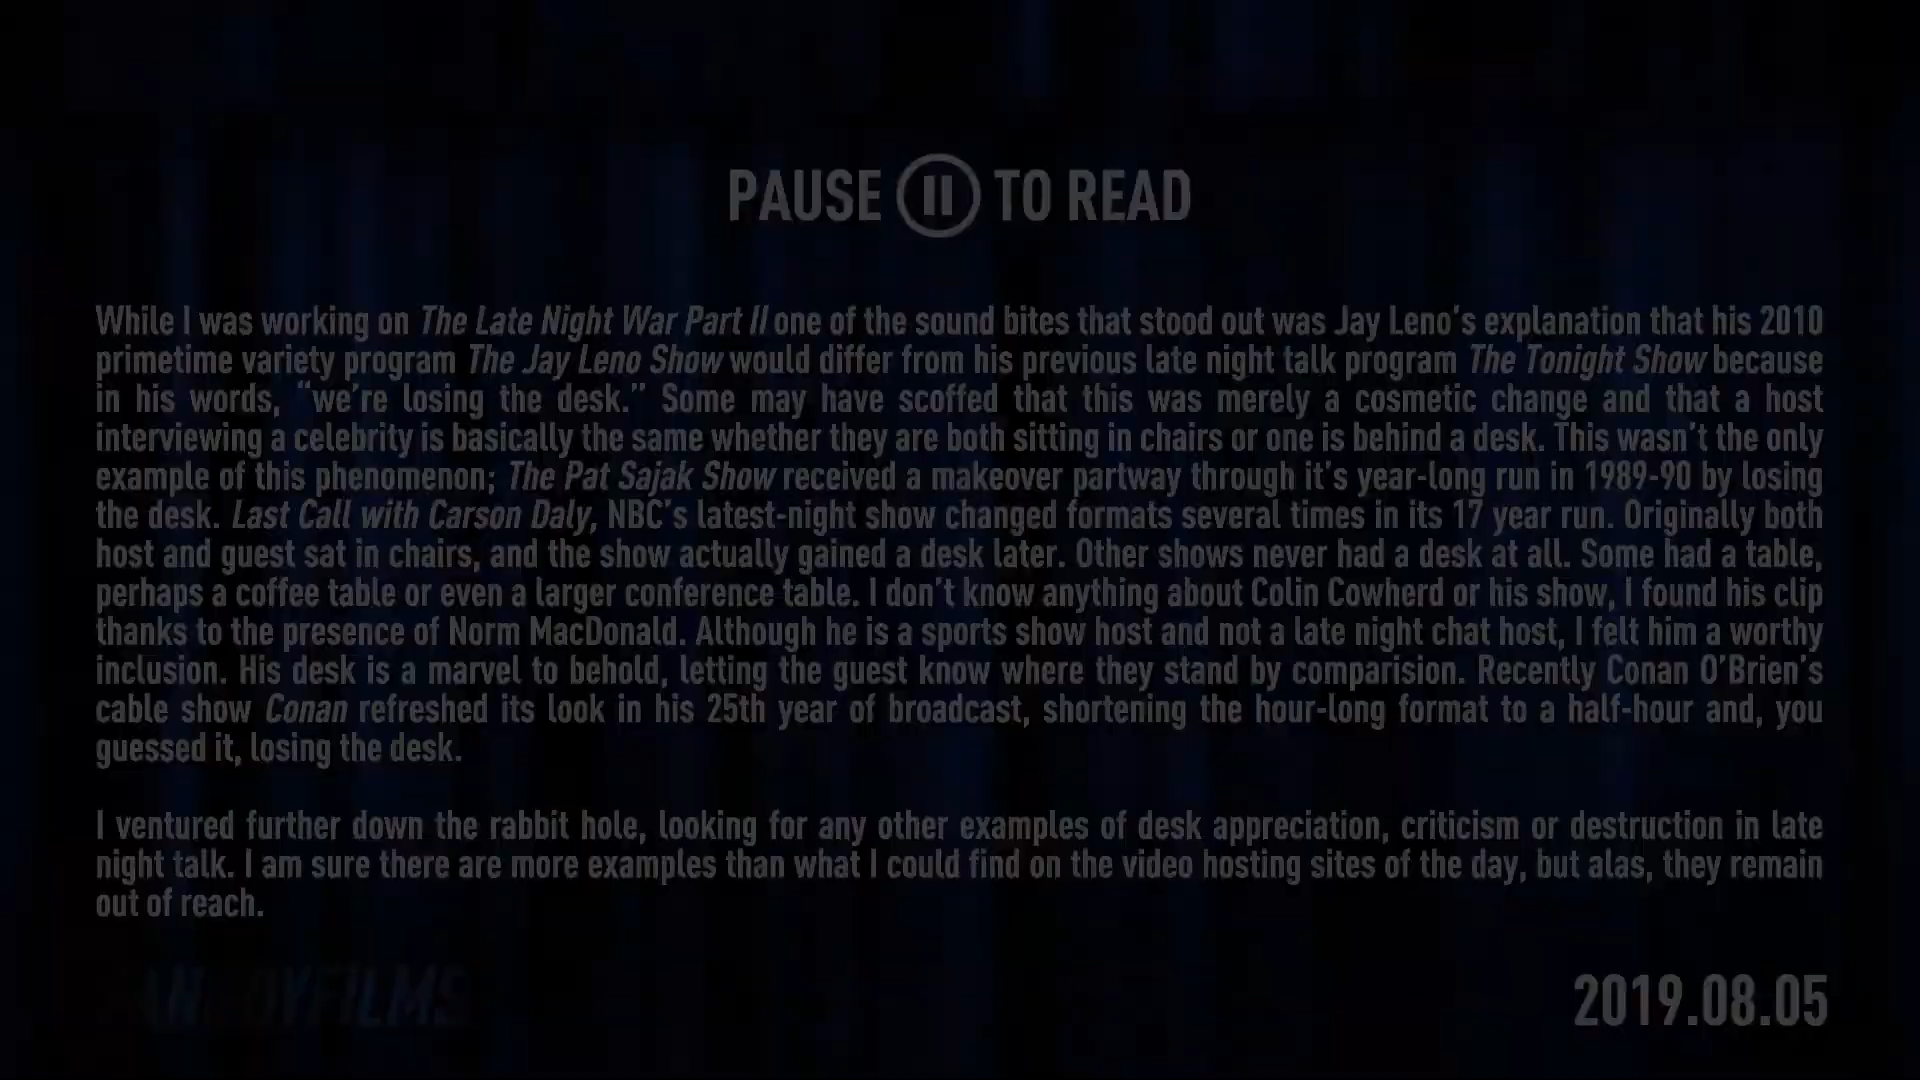 PAUSE TO READ
While I was working on The Late Night War Part II one of the sound bites that stood out was Jay Leno's explanation that his 2010
primetime variety program The Jay Leno Show would differ from his previous late night talk program The Tonight Show because
in his words, "we're losing the desk." Some may have scoffed that this was merely a cosmetic change and that a host
interviewing a celebrity is basically the same whether they are both sitting in chairs or one is behind a desk. This wasn't the only
example of this phenomenon; The Pat Sajak Show received a makeover partway through it's year-long run in 1989-90 by losing
the desk. Last Call with Carson Daly, NBC's latest-night show changed formats several times in its 17 year run. Originally both
host and guest sat in chairs, and the show actually gained a desk later. Other shows never had a desk at all. Some had a table,
perhaps a coffee table or even a larger conference table. I don't know anything about Colin Cowherd or his show, I found his clip
thanks to the presence of Norm MacDonald. Although he is a sports show host and not a late night chat host, I felt him a worthy
inclusion. His desk is a marvel to behold, letting the guest know where they stand by comparision. Recently Conan O'Brien's
cable show Conan refreshed its look in his 25th year of broadcast, shortening the hour-long format to a half-hour and, you
guessed it, losing the desk.
I ventured further down the rabbit hole, looking for any other examples of desk appreciation, criticism or destruction in late
night talk. I am sure there are more examples than what I could find on the video hosting sites of the day, but alas, they remain
out of reach.
2019.08.05